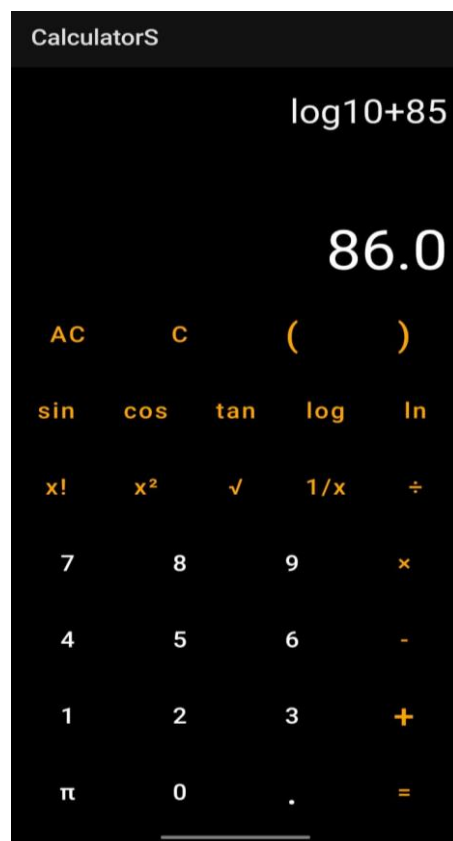 CalculatorS
log10+85
86.0
AC C ( )
sin cos tan log ln
x! x² √ 1/x ÷
7 8 9 ×
4 5 6 -
1 2 3 +
π 0 . =